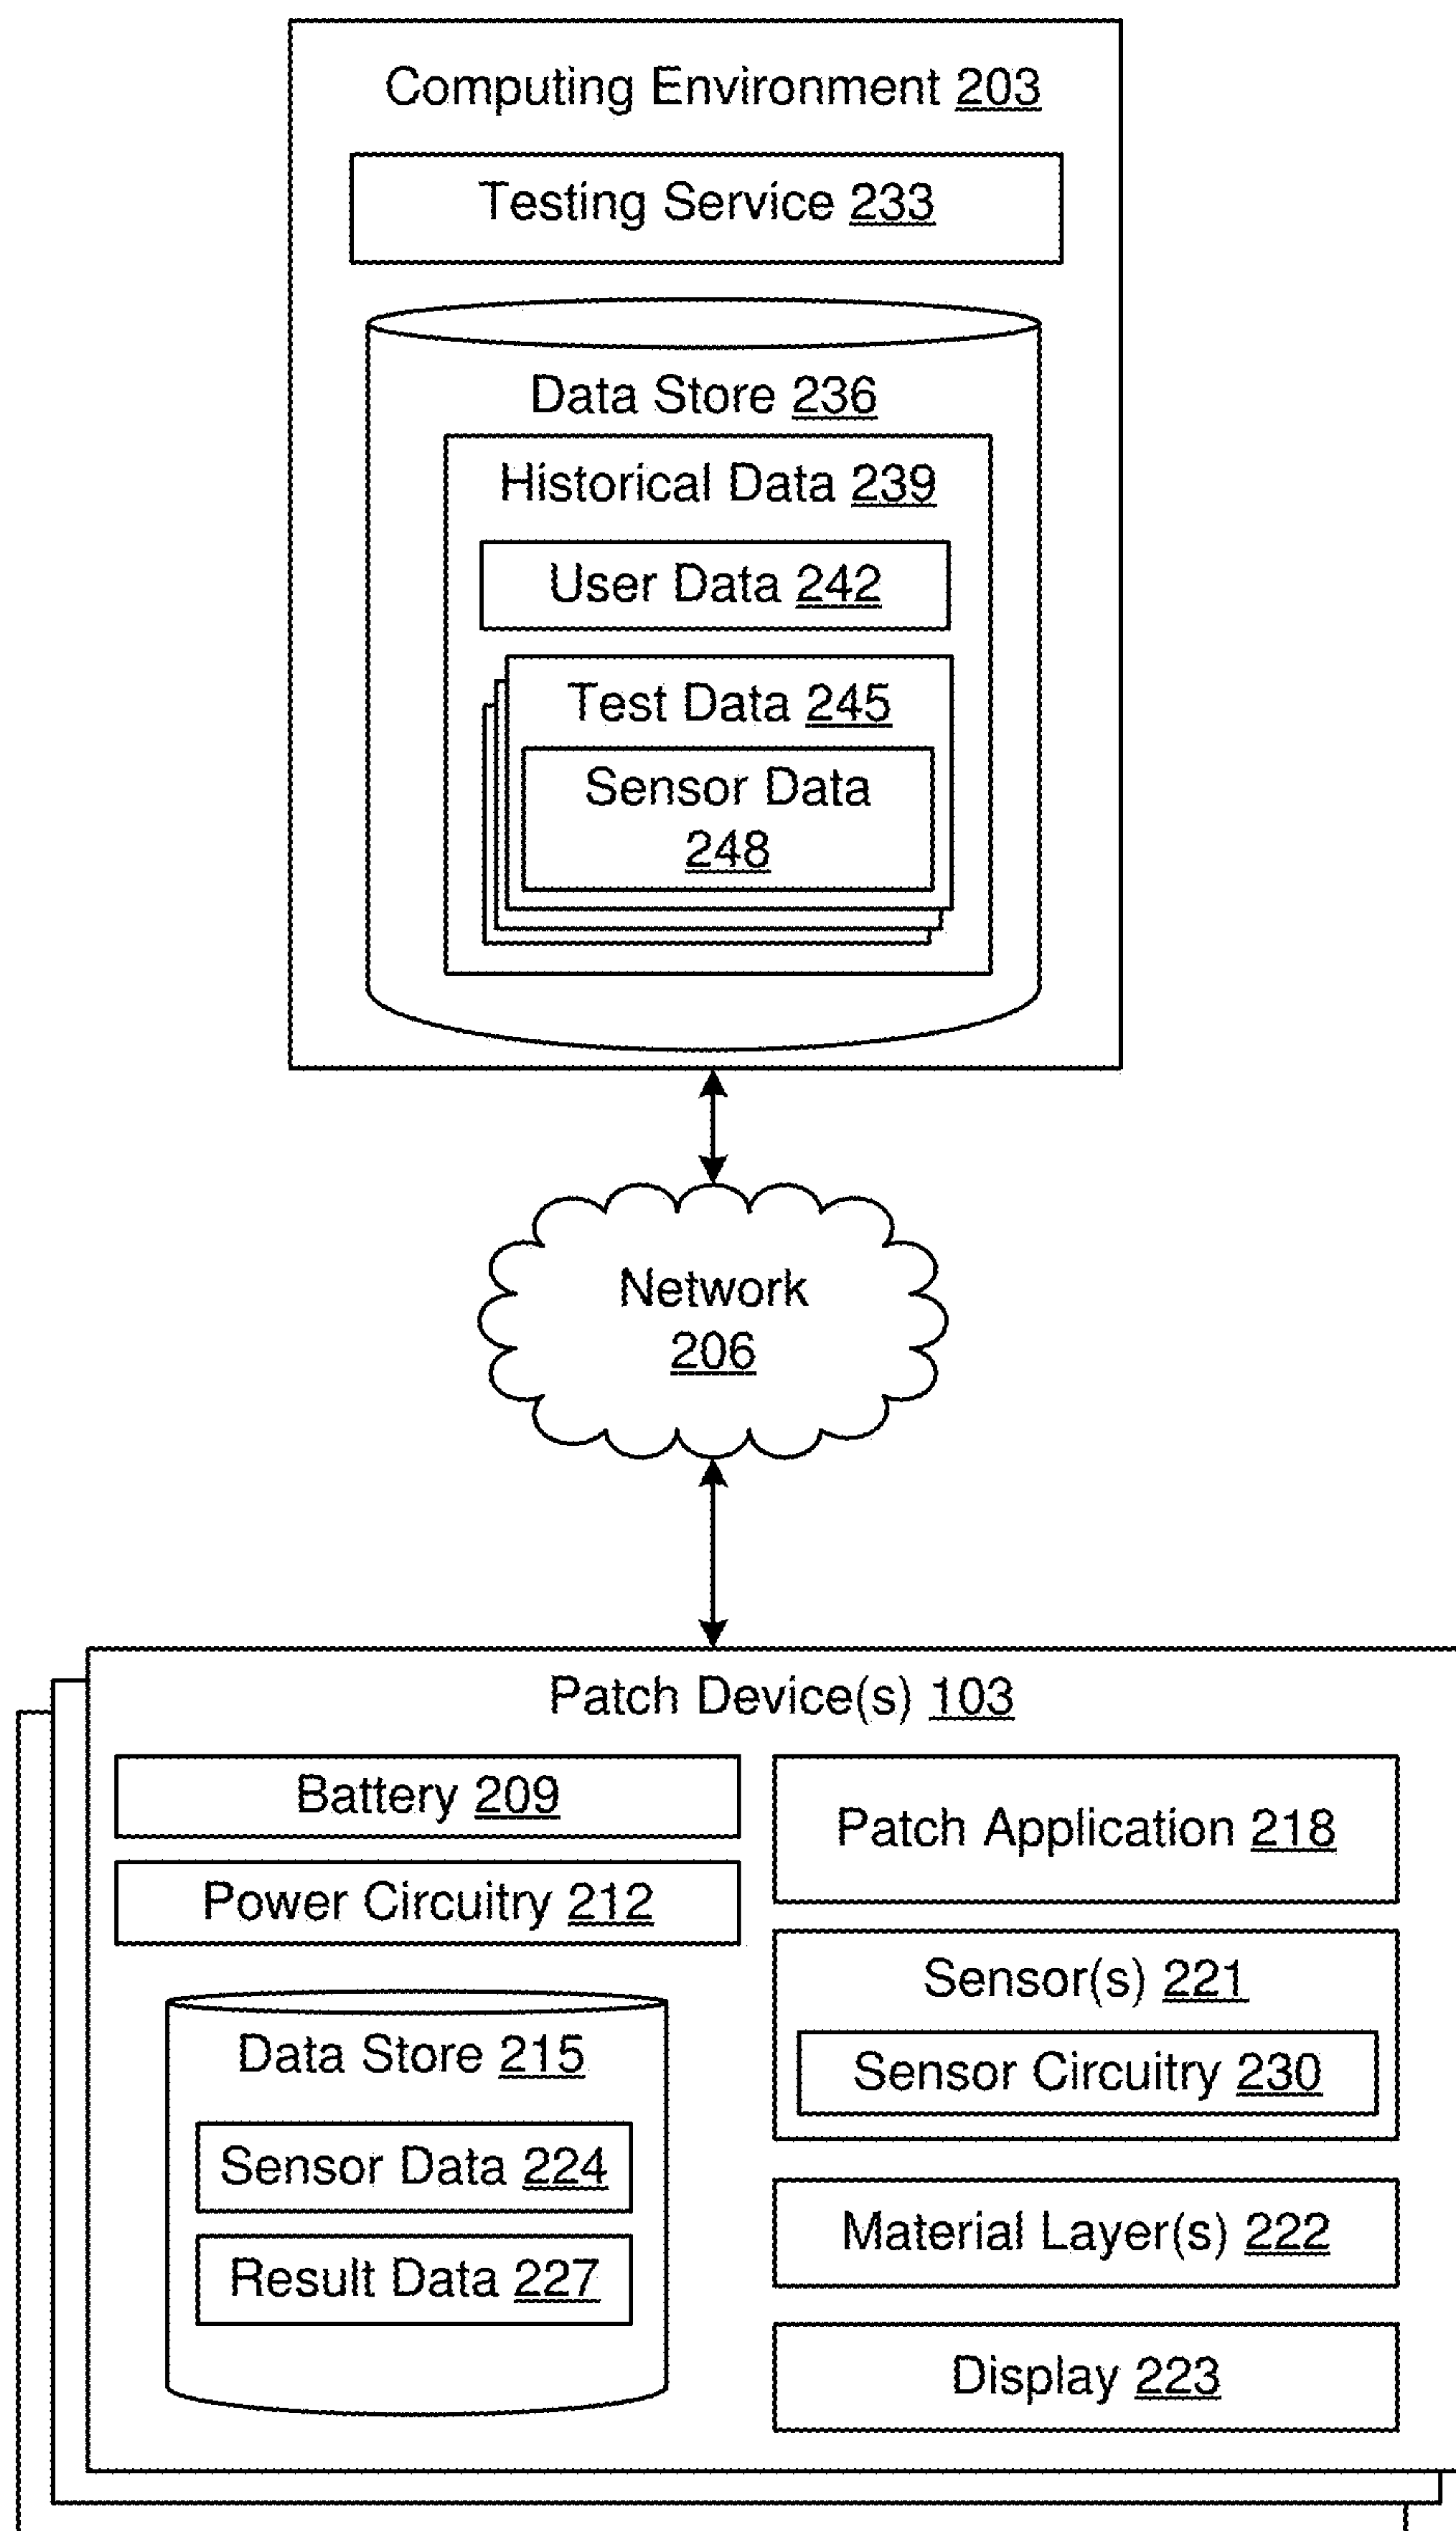 Computing Environment 203
Testing Service 233
Data Store 236
Historical Data 239
User Data 242
Test Data 245
Sensor Data
248
Network
206
Patch Device(s) 103
Battery 209
Power Circuitry 212
Data Store 215
Sensor Data 224
Result Data 227
Patch Application 218
Sensor(s) 221
Sensor Circuitry 230
Material Layer(s) 222
Display 223